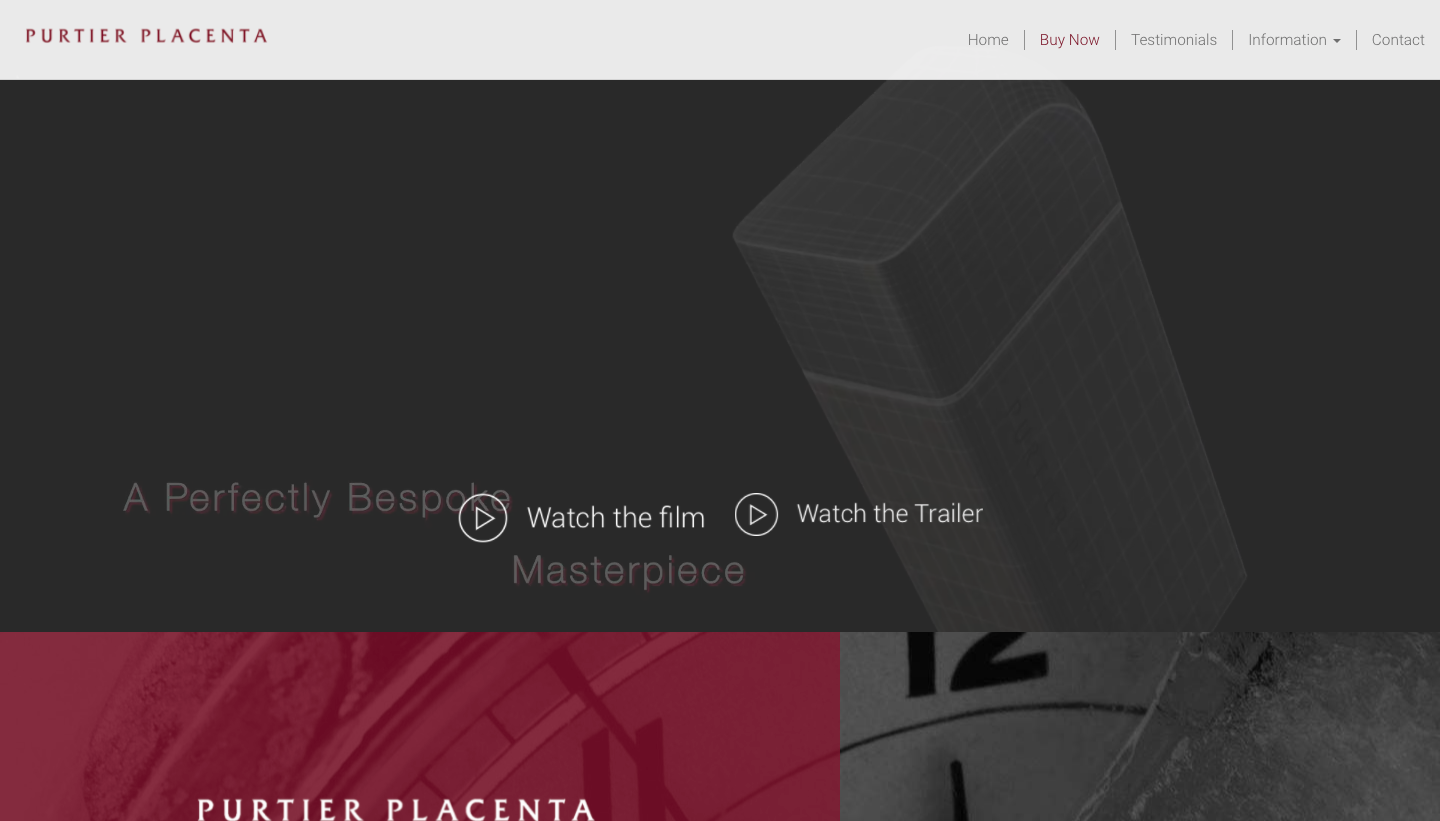 PURTIER PLACENTA
Home
Buy Now
Testimonials
Information
Contact
A Perfectly Bespoke
Watch the film
Watch the Trailer
Masterpiece
12
PURTIER PLACENTA